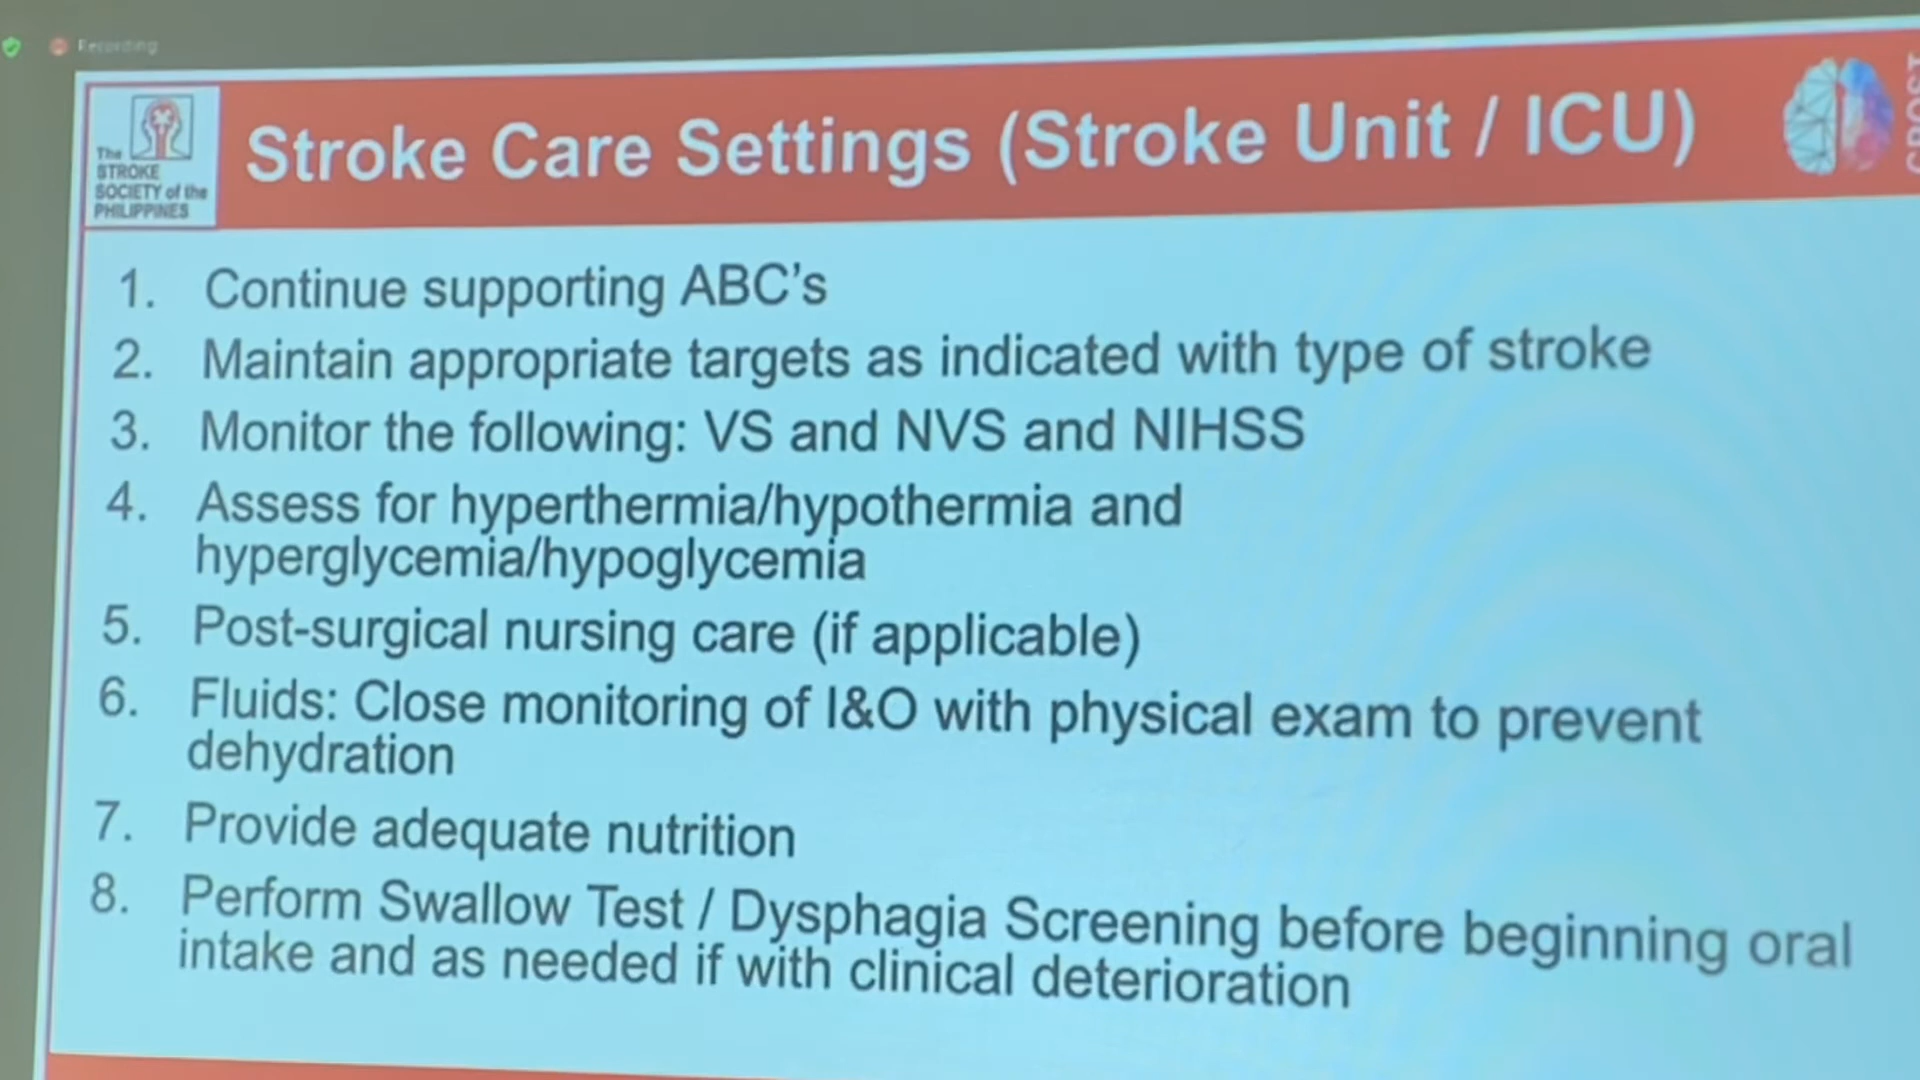 Recording
The
STROKE
SOCIETY of the
PHILIPPINES
Stroke Care Settings (Stroke Unit / ICU)
1. Continue supporting ABC's
2. Maintain appropriate targets as indicated with type of stroke
3. Monitor the following: VS and NVS and NIHSS
4. Assess for hyperthermia/hypothermia and
hyperglycemia/hypoglycemia
5. Post-surgical nursing care (if applicable)
6. Fluids: Close monitoring of I&O with physical exam to prevent
dehydration
7. Provide adequate nutrition
8. Perform Swallow Test / Dysphagia Screening before beginning oral
intake and as needed if with clinical deterioration